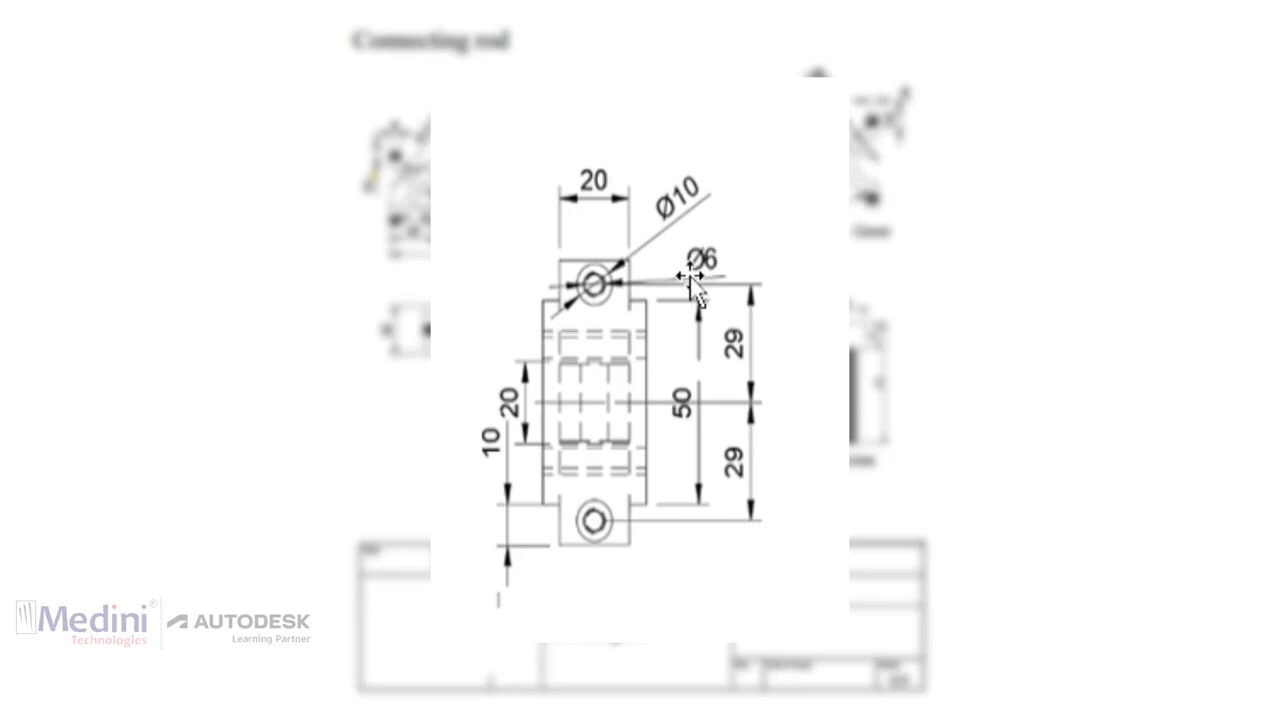 Connecting rod
20
Ø10
Ø6
29
20
50
10
29
Medini®
Technologies
AUTODESK
Learning Partner